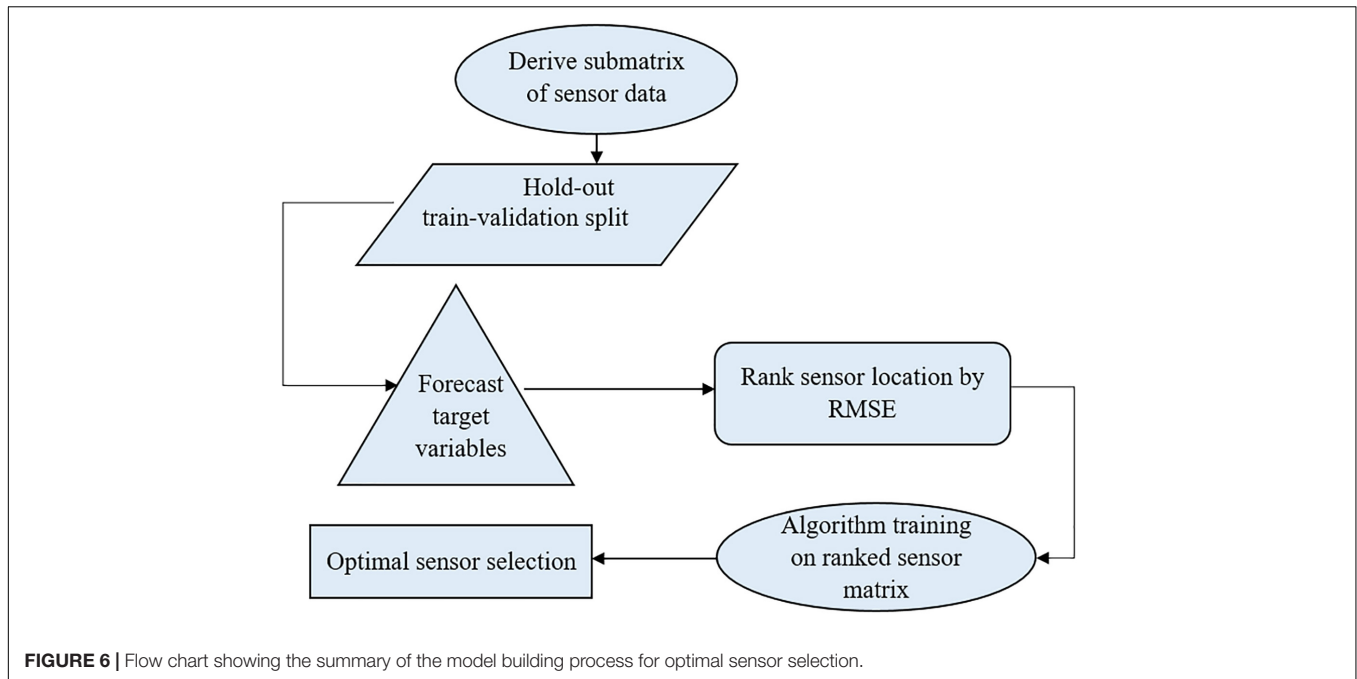 Derive submatrix
of sensor data
Hold-out
train-validation split
Forecast
target
variables
Rank sensor location by
RMSE
Algorithm training
on ranked sensor
matrix
Optimal sensor selection
FIGURE 6 | Flow chart showing the summary of the model building process for optimal sensor selection.